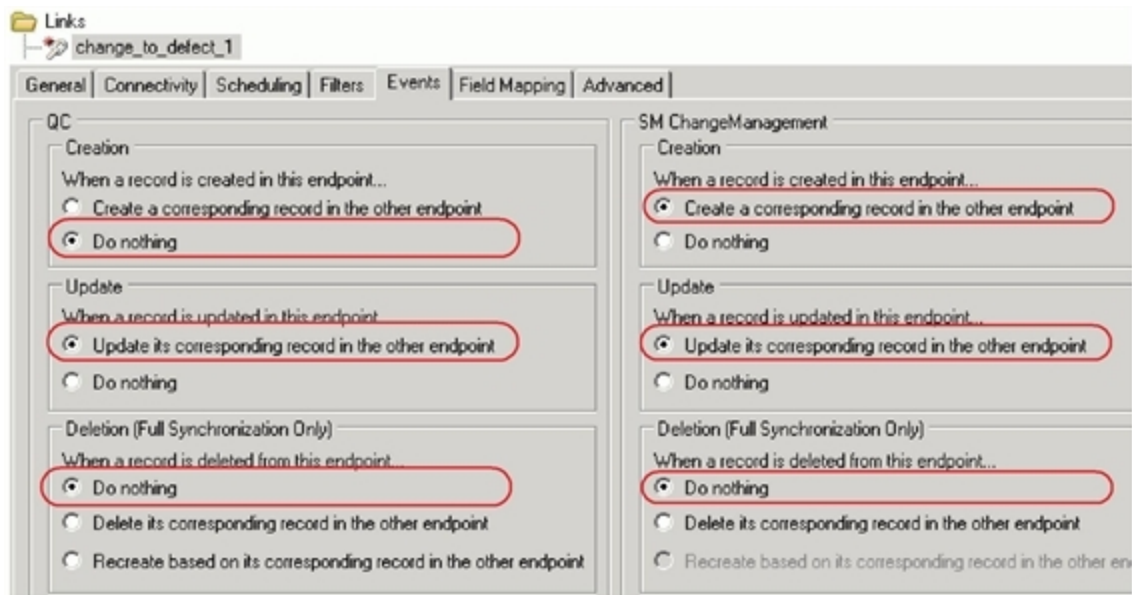 Links
change_to_defect_1
General Connectivity Scheduling Filters Events Field Mapping Advanced
QC
Creation
When a record is created in this endpoint...
Create a corresponding record in the other endpoint
Do nothing
Update
When a record is updated in this endpoint...
Update its corresponding record in the other endpoint
Do nothing
Deletion (Full Synchronization Only)
When a record is deleted from this endpoint...
Do nothing
Delete its corresponding record in the other endpoint
Recreate based on its corresponding record in the other endpoint
SM ChangeManagement
Creation
When a record is created in this endpoint...
Create a corresponding record in the other endpoint
Do nothing
Update
When a record is updated in this endpoint...
Update its corresponding record in the other endpoint
Do nothing
Deletion (Full Synchronization Only)
When a record is deleted from this endpoint...
Do nothing
Delete its corresponding record in the other endpoint
Recreate based on its corresponding record in the other